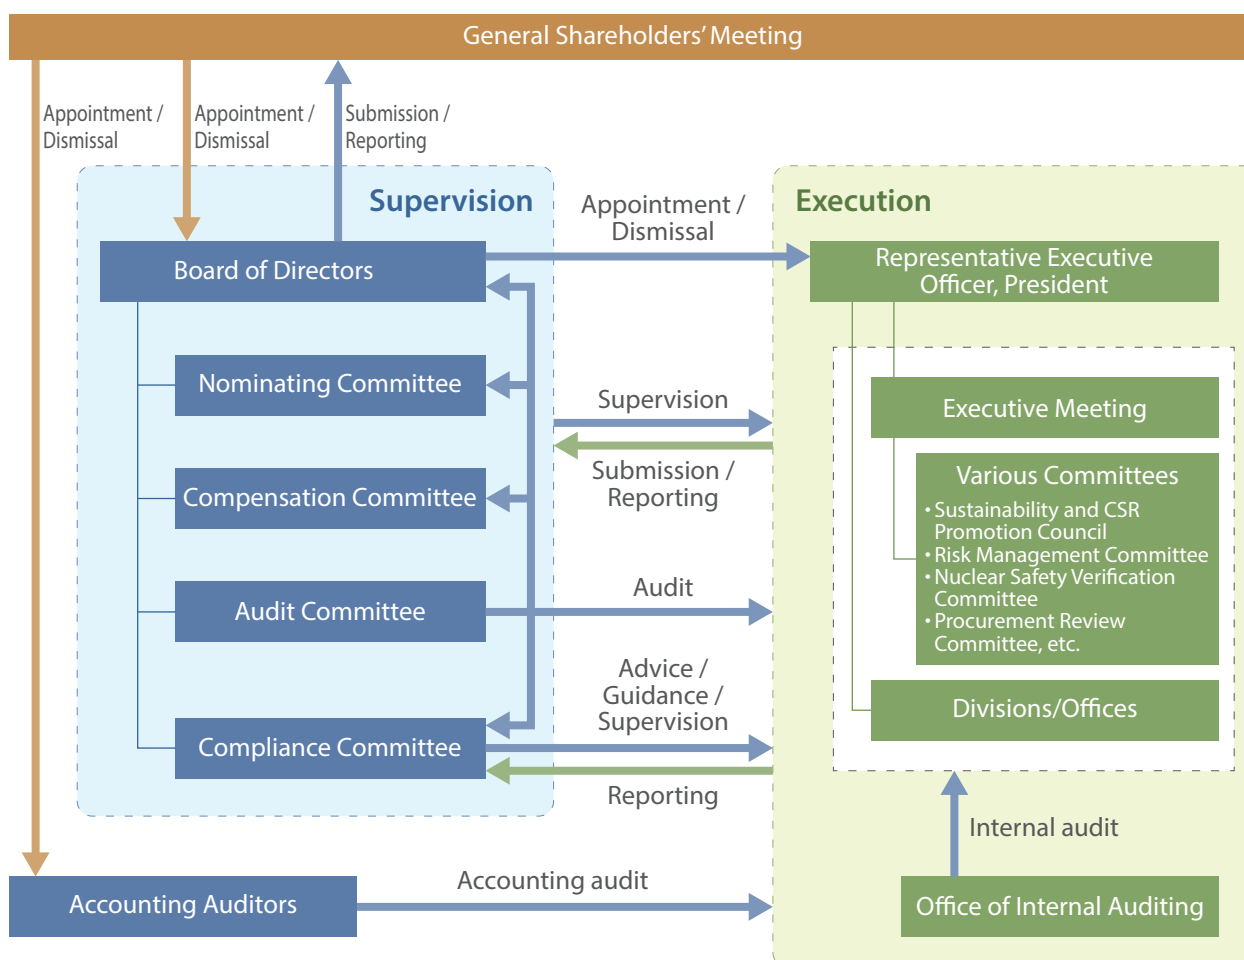 General Shareholders' Meeting
Appointment /
Dismissal
Appointment /
Dismissal
Submission /
Reporting
Supervision
Board of Directors
Nominating Committee
Compensation Committee
Audit Committee
Compliance Committee
Appointment /
Dismissal
Supervision
Submission /
Reporting
Audit
Advice /
Guidance /
Supervision
Reporting
Execution
Representative Executive
Officer, President
Executive Meeting
Various Committees
• Sustainability and CSR
Promotion Council
• Risk Management Committee
• Nuclear Safety Verification
Committee
• Procurement Review
Committee, etc.
Divisions/Offices
Internal audit
Accounting Auditors
Accounting audit
Office of Internal Auditing